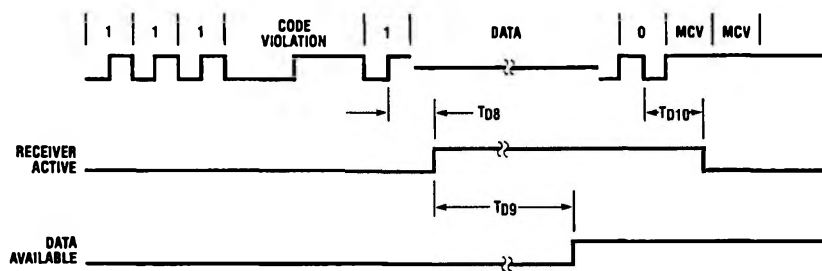 1 1 1 CODE VIOLATION 1 DATA 0 MCV MCV
TD8 TD10
RECEIVER ACTIVE
TD9
DATA AVAILABLE